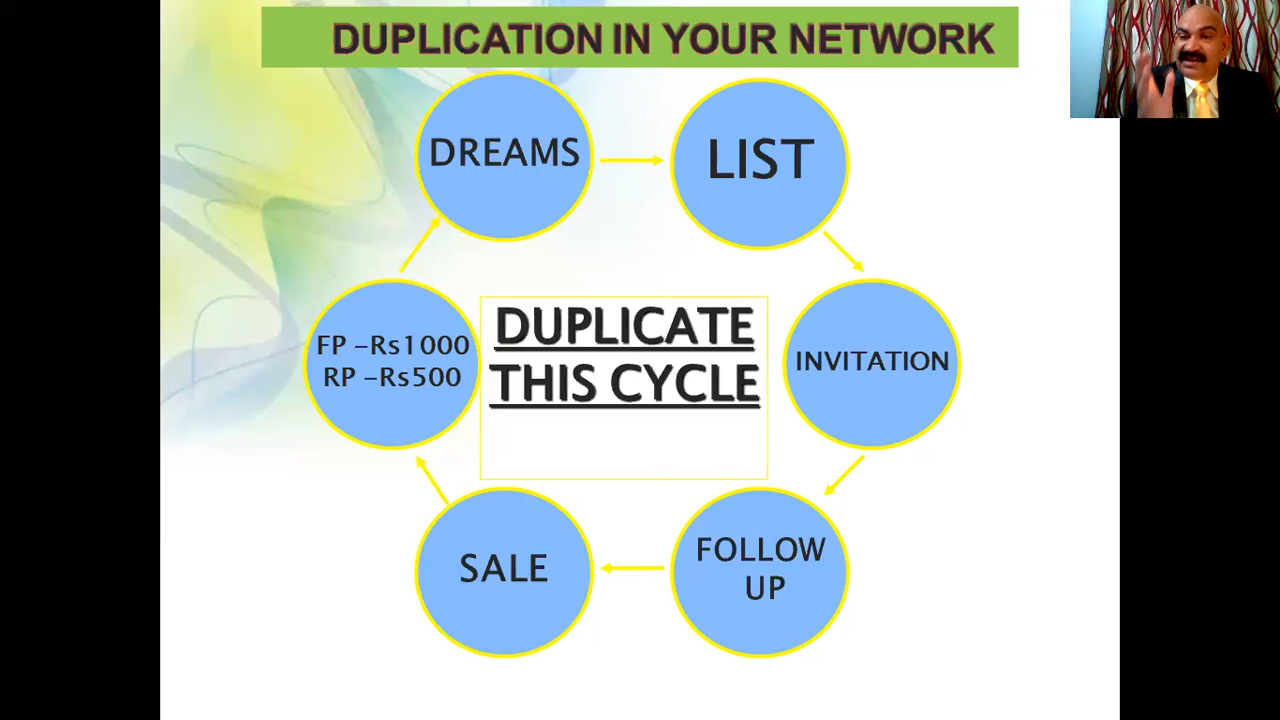 DUPLICATION IN YOUR NETWORK
DREAMS
LIST
INVITATION
FOLLOW
UP
SALE
FP -Rs1000
RP -Rs500
DUPLICATE
THIS CYCLE